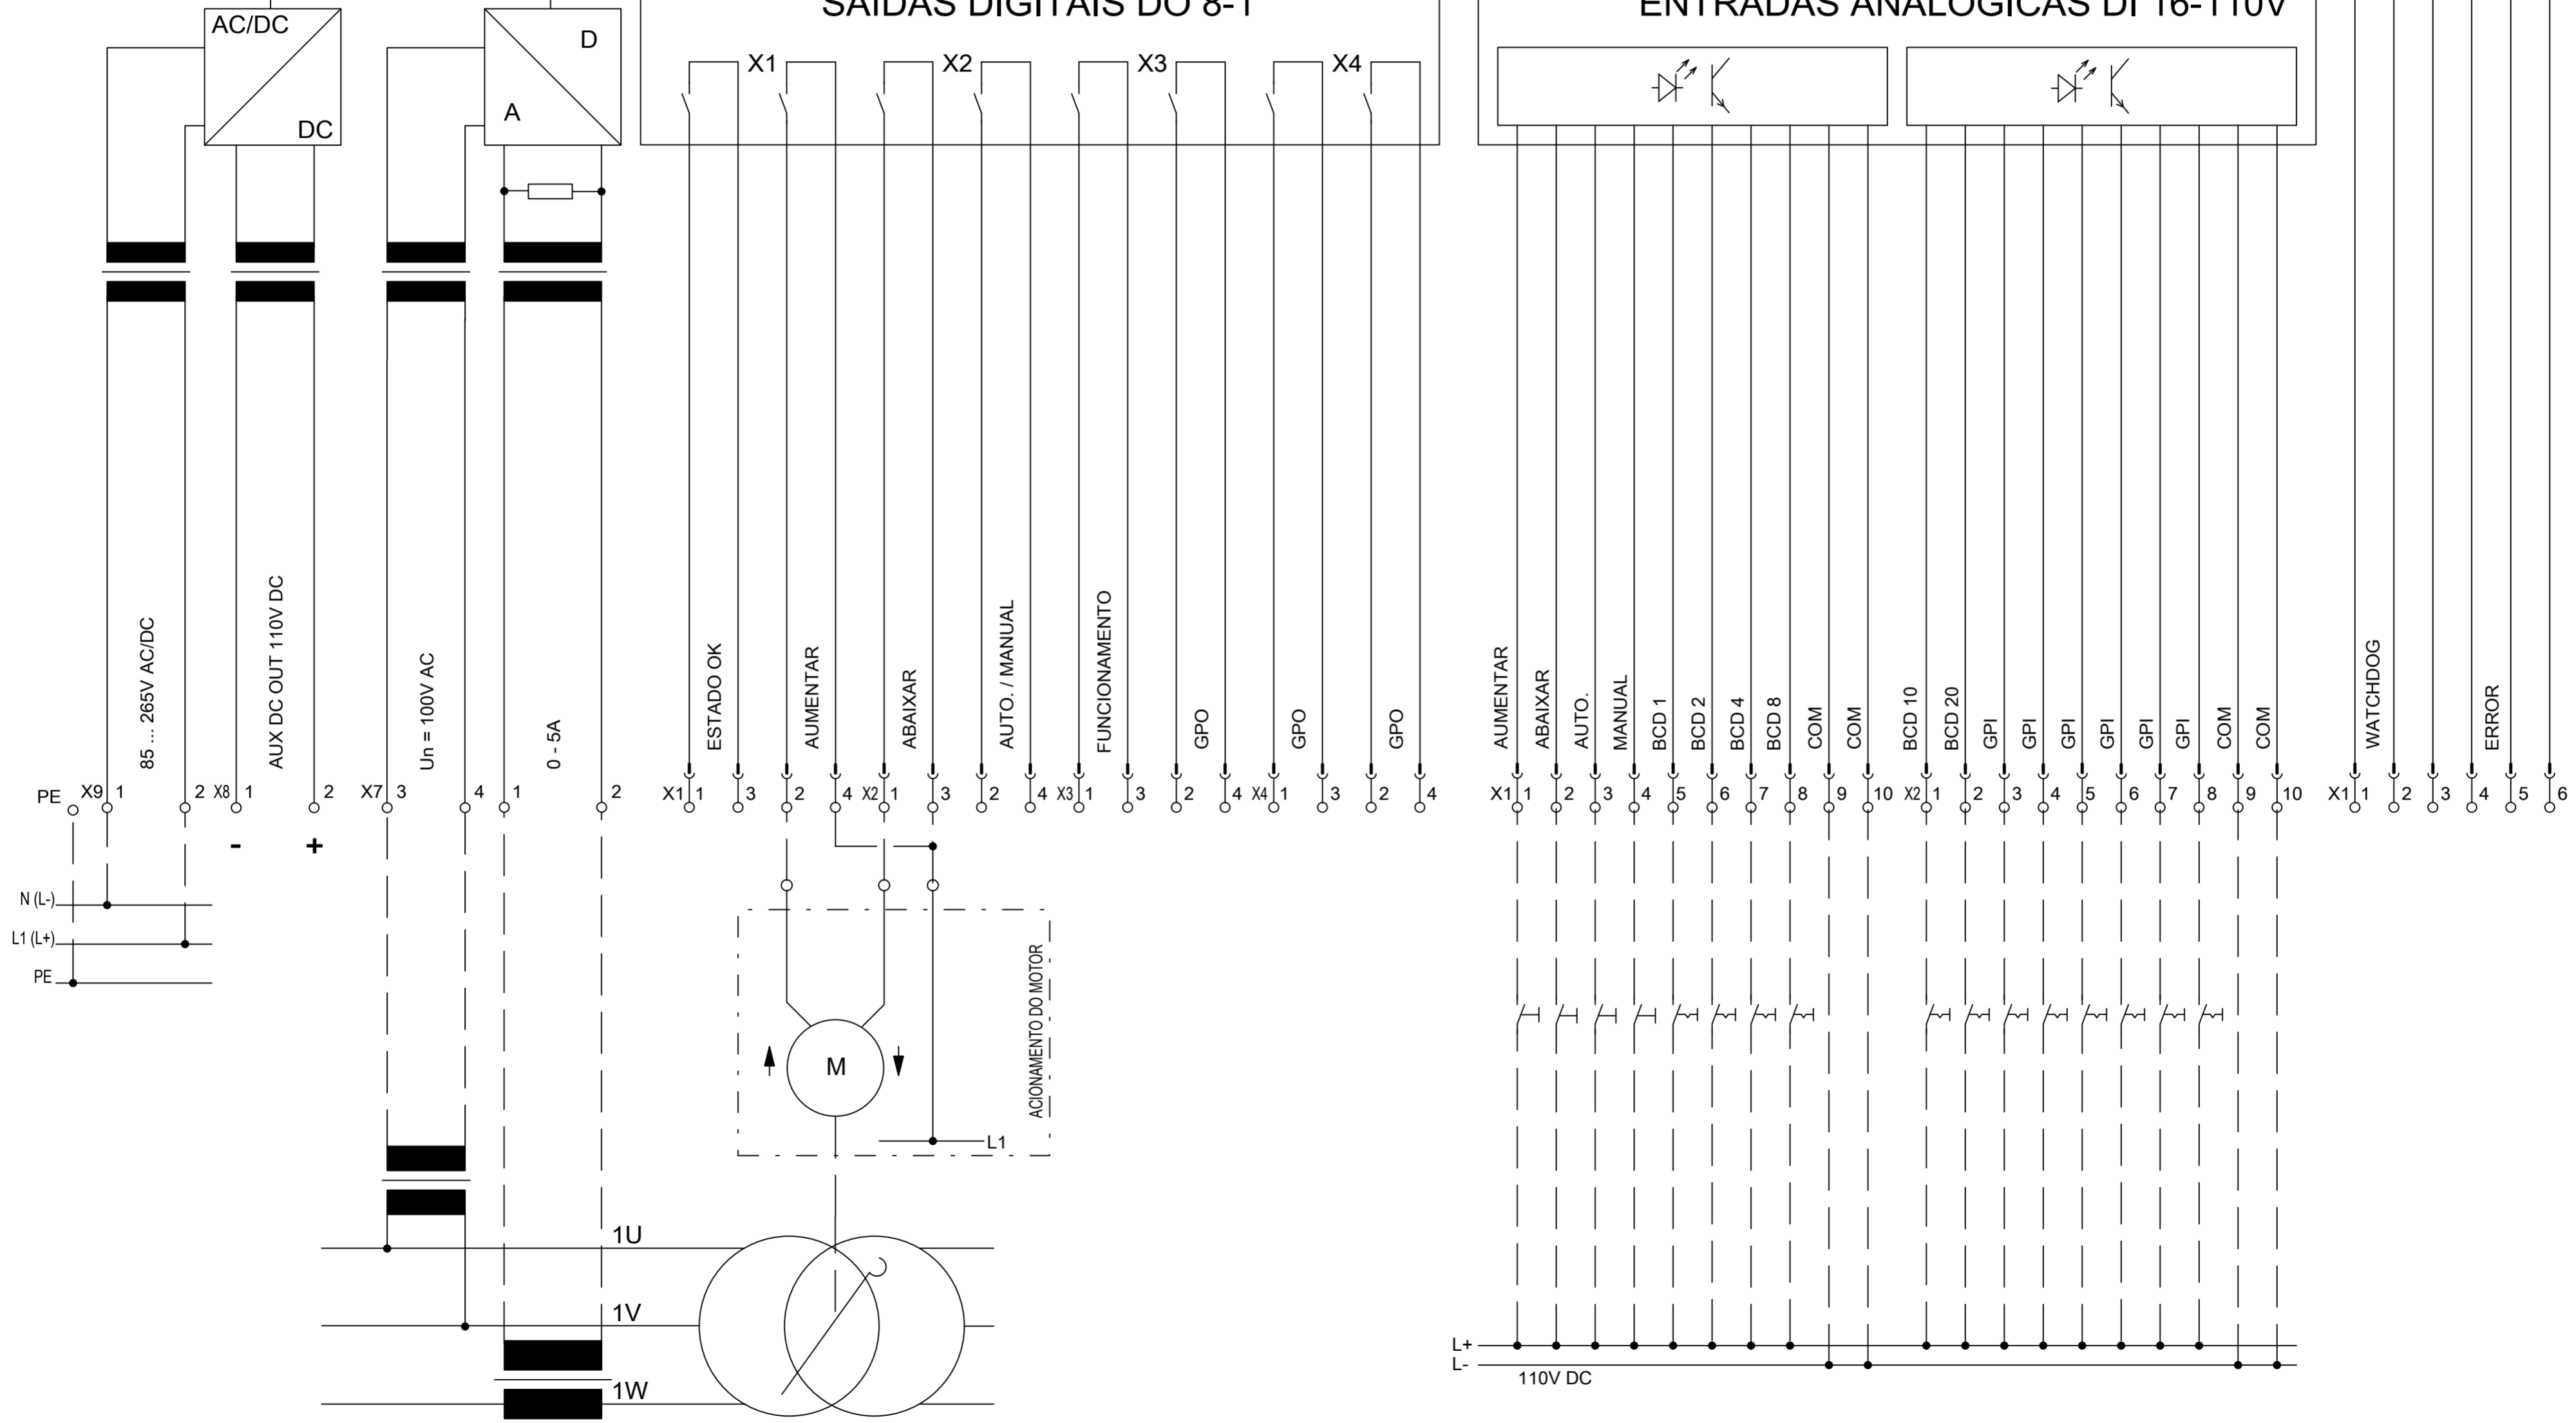 SAÍDAS DIGITAIS DO 8-1
ENTRADAS ANALÓGICAS DI 16-110V
AC/DC
DC
D
A
X1
X2
X3
X4
85 ... 265V AC/DC
AUX DC OUT 110V DC
Un = 100V AC
0 - 5A
ESTADO OK
AUMENTAR
ABAIXAR
AUTO. / MANUAL
FUNCIONAMENTO
GPO
GPO
GPO
AUMENTAR
ABAIXAR
AUTO.
MANUAL
BCD 1
BCD 2
BCD 4
BCD 8
COM
COM
BCD 10
BCD 20
GPI
GPI
GPI
GPI
GPI
GPI
COM
COM
WATCHDOG
ERROR
PE X9 1 2 X8 1 2 X7 3 4 1 2
X1 1 3 2 4 X2 1 3 2 4 X3 1 3 2 4 X4 1 3 2 4
X1 1 2 3 4 5 6 7 8 9 10 X2 1 2 3 4 5 6 7 8 9 10
X1 1 2 3 4 5 6
- +
N (L-)
L1 (L+)
PE
ACIONAMENTO DO MOTOR
M
L1
1U
1V
1W
L+
L-
110V DC